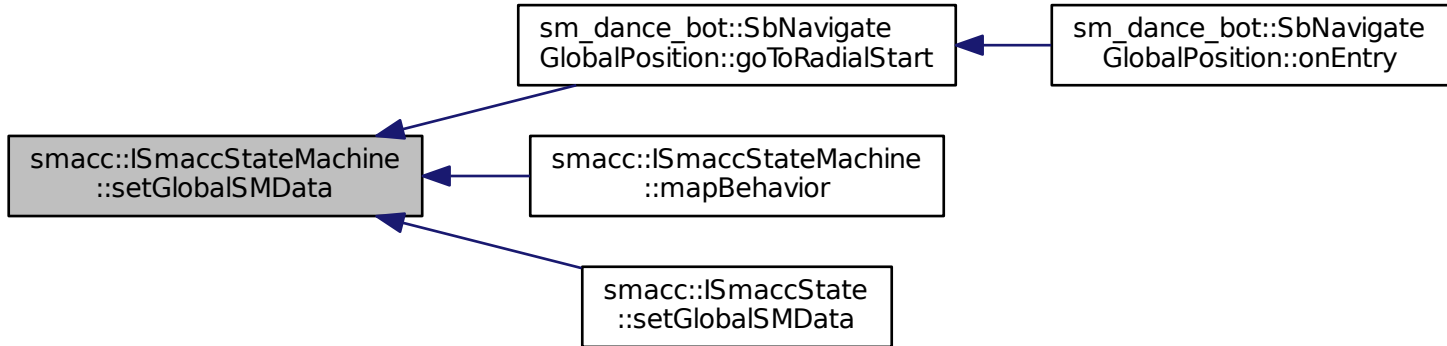 sm_dance_bot::SbNavigate
GlobalPosition::goToRadialStart
sm_dance_bot::SbNavigate
GlobalPosition::onEntry
smacc::ISmaccStateMachine
::setGlobalSMData
smacc::ISmaccStateMachine
::mapBehavior
smacc::ISmaccState
::setGlobalSMData